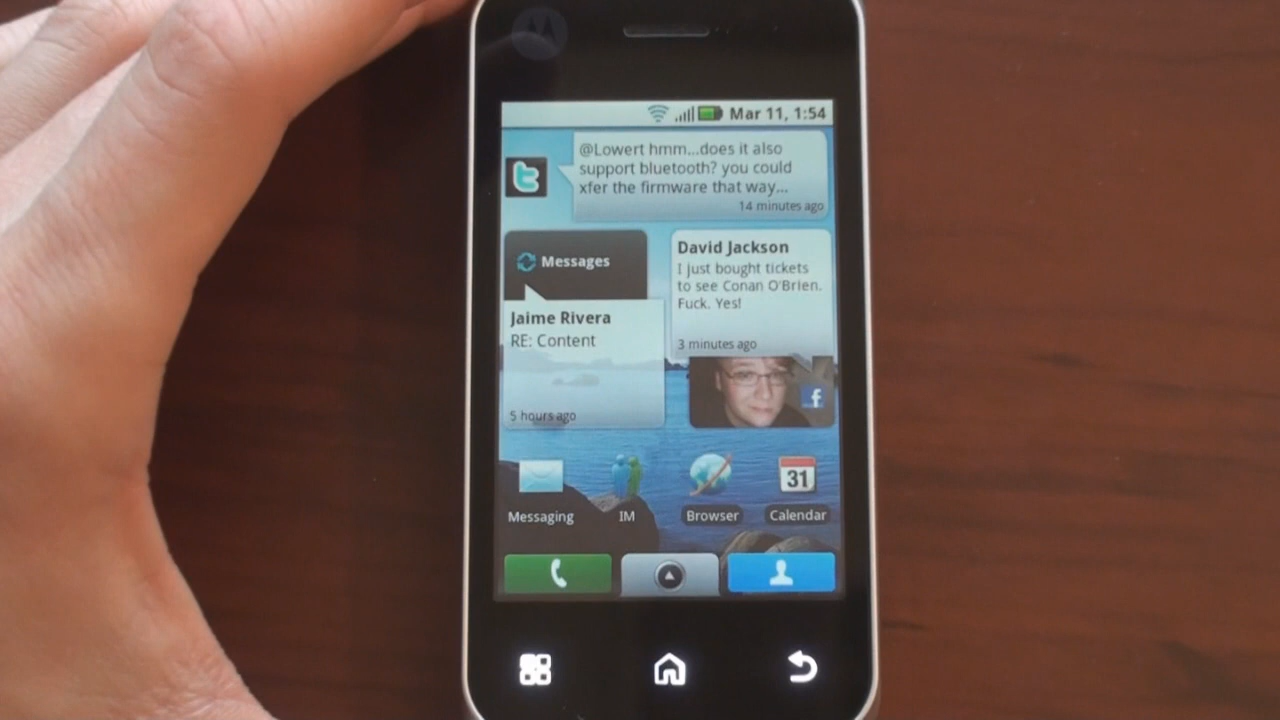 Mar 11, 1:54
@Lowert hmm...does it also
support bluetooth? you could
xfer the firmware that way...
14 minutes ago
Messages
Jaime Rivera
RE: Content
5 hours ago
David Jackson
I just bought tickets
to see Conan O'Brien.
Fuck. Yes!
3 minutes ago
f
31
Messaging
IM
Browser
Calendar